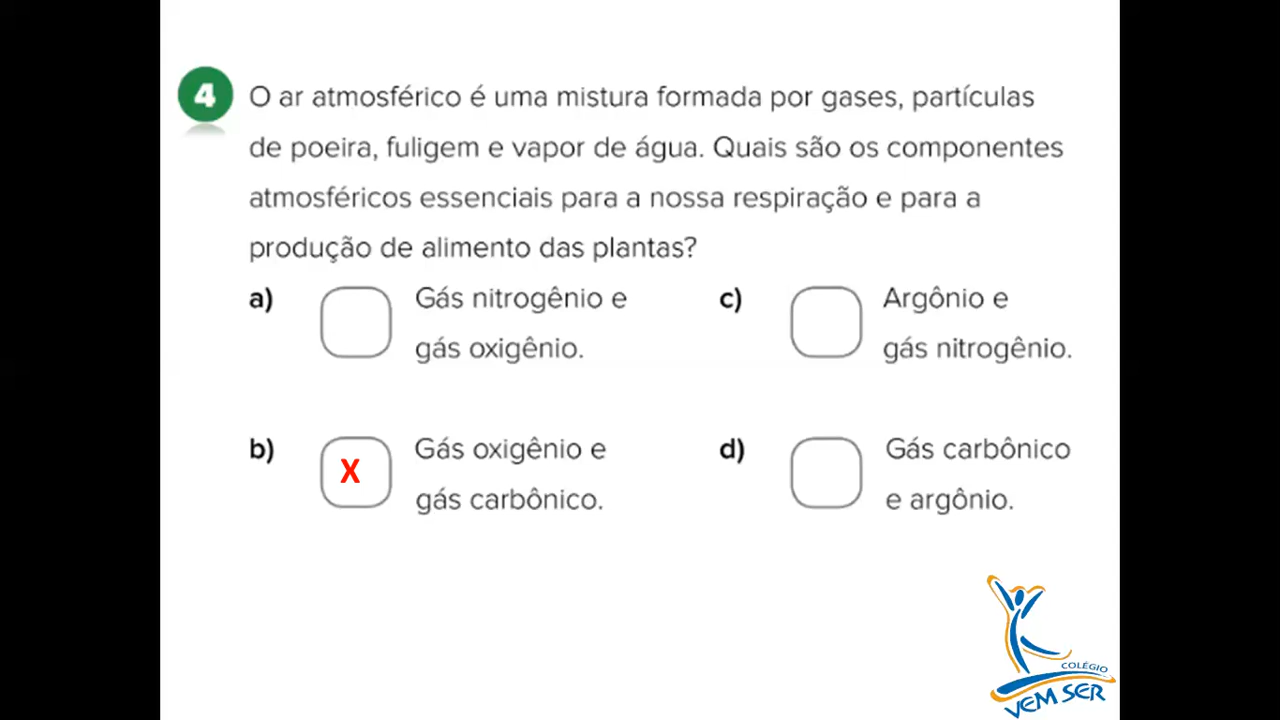 4 O ar atmosférico é uma mistura formada por gases, partículas
de poeira, fuligem e vapor de água. Quais são os componentes
atmosféricos essenciais para a nossa respiração e para a
produção de alimento das plantas?
a) Gás nitrogênio e
gás oxigênio.
b) X Gás oxigênio e
gás carbônico.
c) Argônio e
gás nitrogênio.
d) Gás carbônico
e argônio.
COLÉGIO
VEM SER